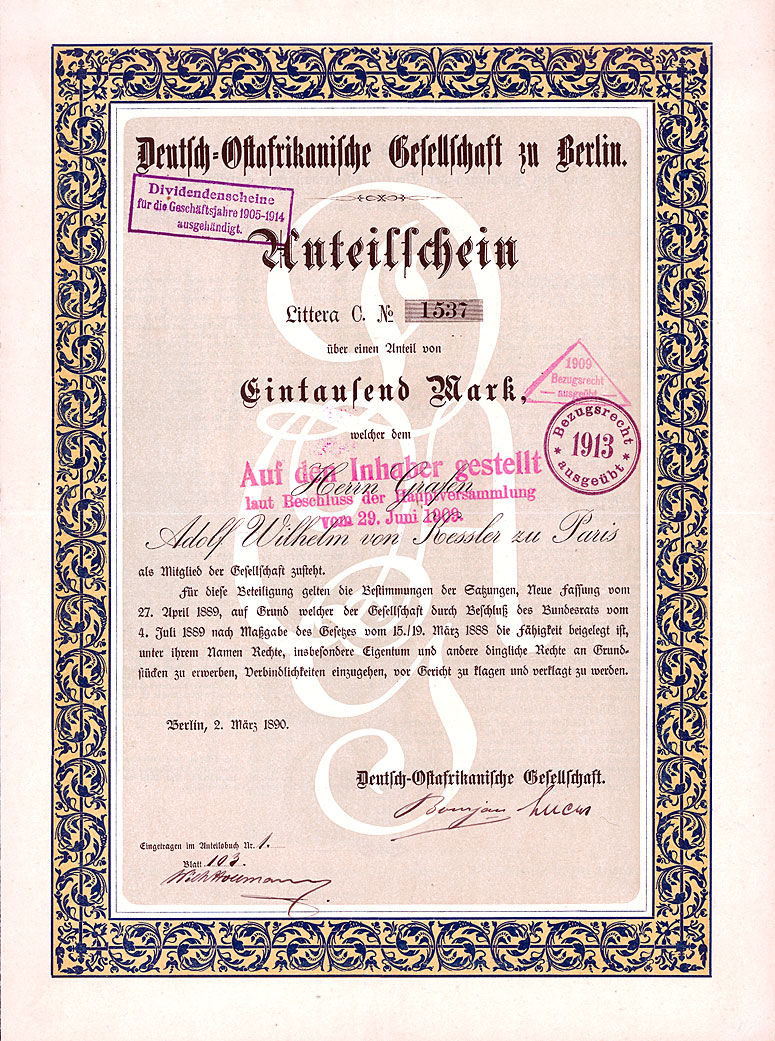 Deutsch-Ostafrikanische Gesellschaft zu Berlin.
Dividendenscheine
für die Geschäftsjahre 1905-1914
ausgehändigt.
Anteilschein
Littera C. № 1537
über einen Anteil von
Eintausend Mark,
1909
Bezugsrecht
ausgeübt
Bezugsrecht
1913
ausgeübt
welcher dem
Auf den Inhaber gestellt
Herrn Grafen
laut Beschluss der Hauptversammlung
vom 29. Juni 1909.
Adolf Wilhelm von Kessler zu Paris
als Mitglied der Gesellschaft zusteht.
Für diese Beteiligung gelten die Bestimmungen der Satzungen, Neue Fassung vom
27. April 1889, auf Grund welcher der Gesellschaft durch Beschluß des Bundesrats vom
4. Juli 1889 nach Maßgabe des Gesetzes vom 15./19. März 1888 die Fähigkeit beigelegt ist,
unter ihrem Namen Rechte, insbesondere Eigentum und andere dingliche Rechte an Grund-
stücken zu erwerben, Verbindlichkeiten einzugehen, vor Gericht zu klagen und verklagt zu werden.
Berlin, 2. März 1890.
Deutsch-Ostafrikanische Gesellschaft.
Lucas
Eingetragen im Anteilsbuch Nr. 1.
Blatt 103.